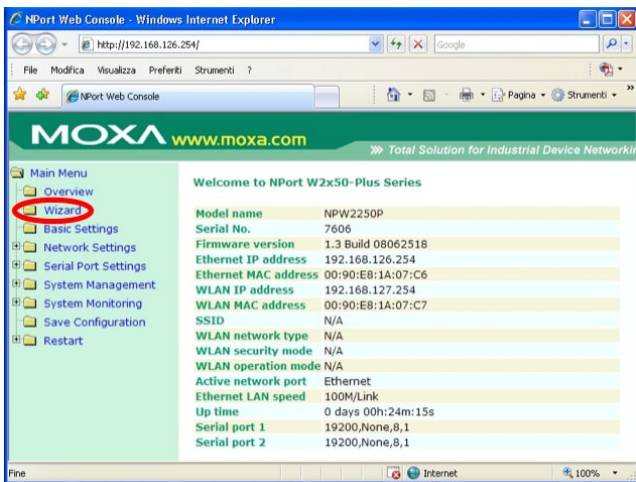 NPort Web Console - Windows Internet Explorer
http://192.168.126.254/
Google
File Modifica Visualizza Preferiti Strumenti ?
NPort Web Console
Pagina
Strumenti
MOXA www.moxa.com
Total Solution for Industrial Device Networkin
Main Menu
Overview
Wizard
Basic Settings
Network Settings
Serial Port Settings
System Management
System Monitoring
Save Configuration
Restart
Welcome to NPort W2x50-Plus Series
Model name NPW2250P
Serial No. 7606
Firmware version 1.3 Build 08062518
Ethernet IP address 192.168.126.254
Ethernet MAC address 00:90:E8:1A:07:C6
WLAN IP address 192.168.127.254
WLAN MAC address 00:90:E8:1A:07:C7
SSID N/A
WLAN network type N/A
WLAN security mode N/A
WLAN operation mode N/A
Active network port Ethernet
Ethernet LAN speed 100M/Link
Up time 0 days 00h:24m:15s
Serial port 1 19200,None,8,1
Serial port 2 19200,None,8,1
Fine
Internet
100%